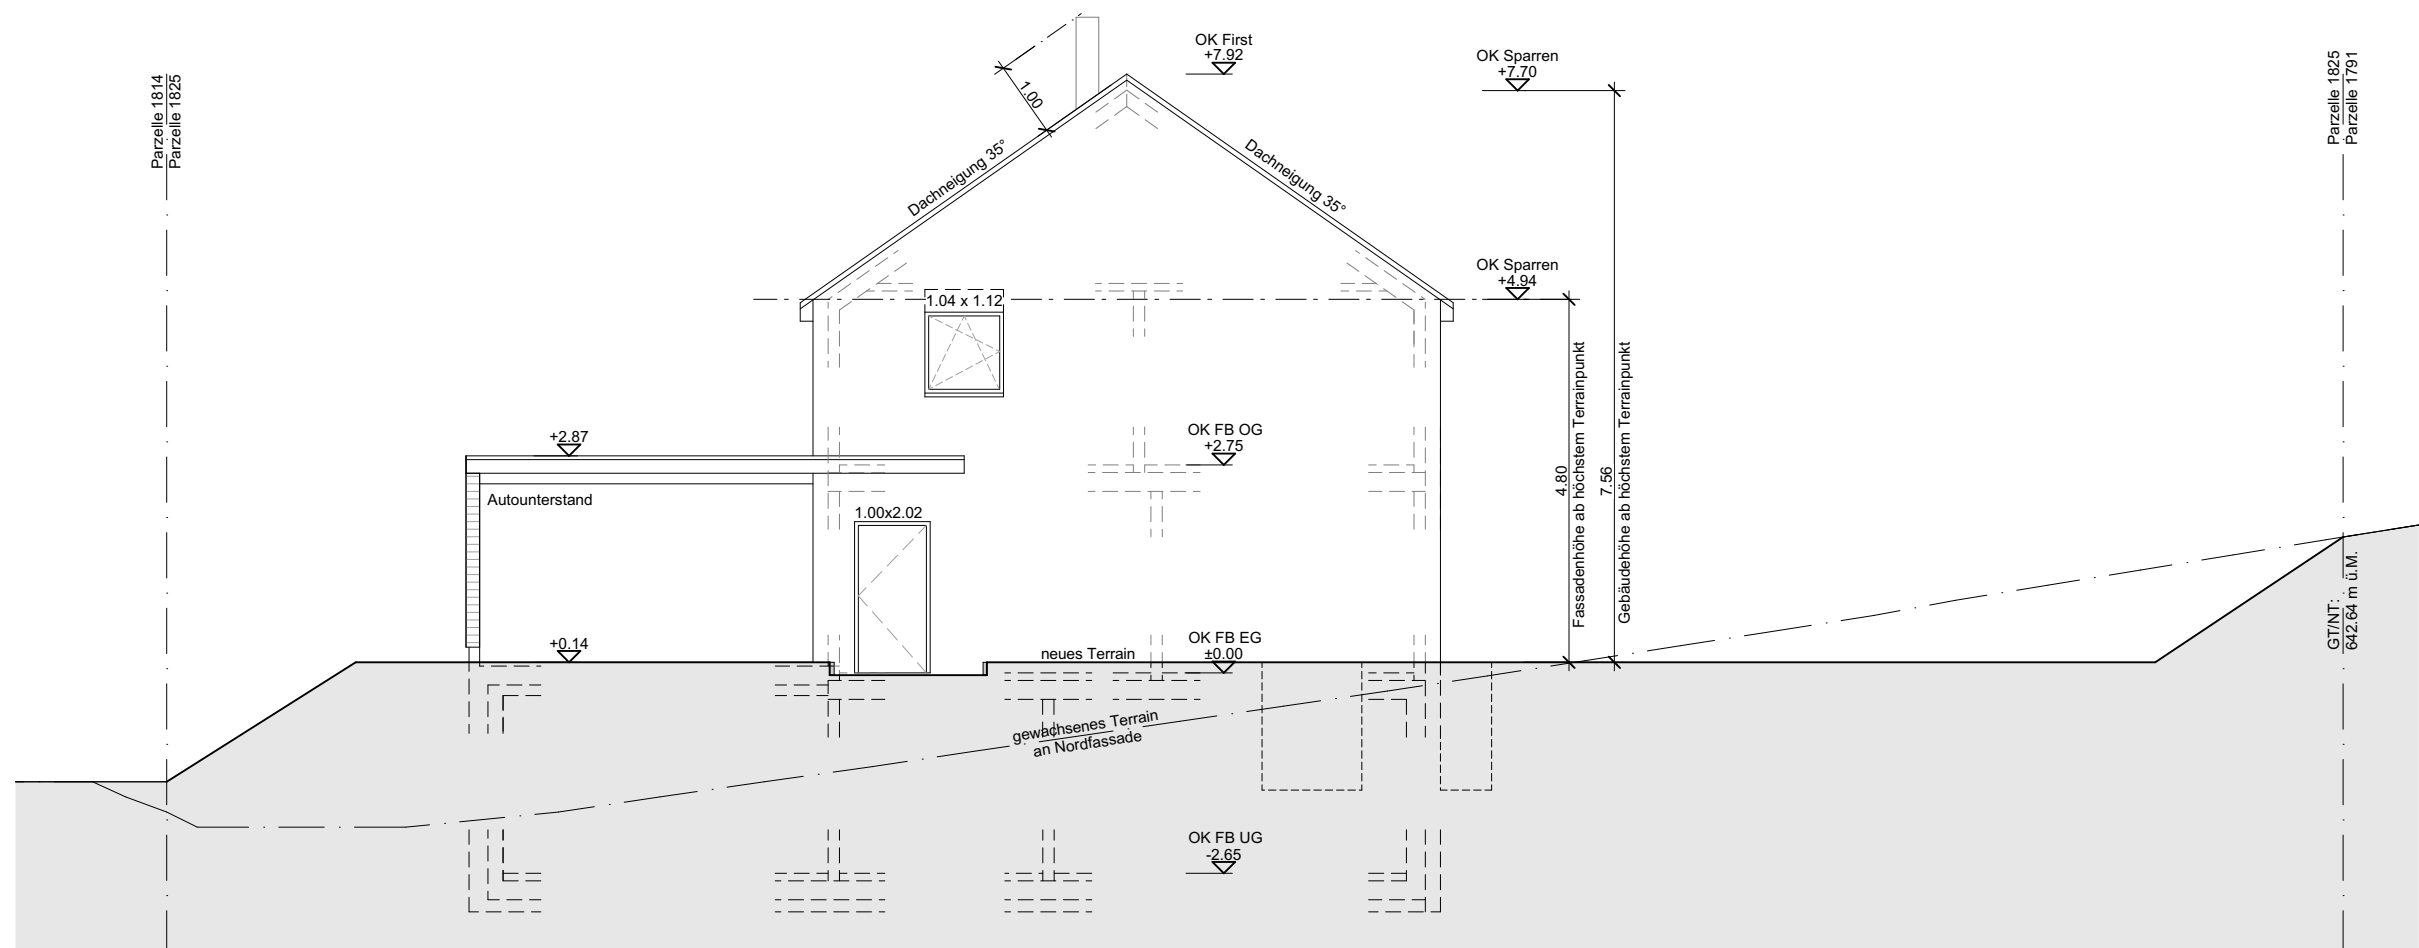 OK First
+7.92
OK Sparren
+7.70
Parzelle 1814
Parzelle 1825
Parzelle 1825
Parzelle 1791
1.00
Dachneigung 35°
Dachneigung 35°
OK Sparren
+4.94
1.04 x 1.12
+2.87
OK FB OG
+2.75
Autounterstand
1.00x2.02
4.80
Fassadenhöhe ab höchstem Terrainpunkt
7.56
Gebäudehöhe ab höchstem Terrainpunkt
+0.14
neues Terrain
OK FB EG
±0.00
GT/NT:
642.64 m ü.M.
gewachsenes Terrain
an Nordfassade
OK FB UG
-2.65